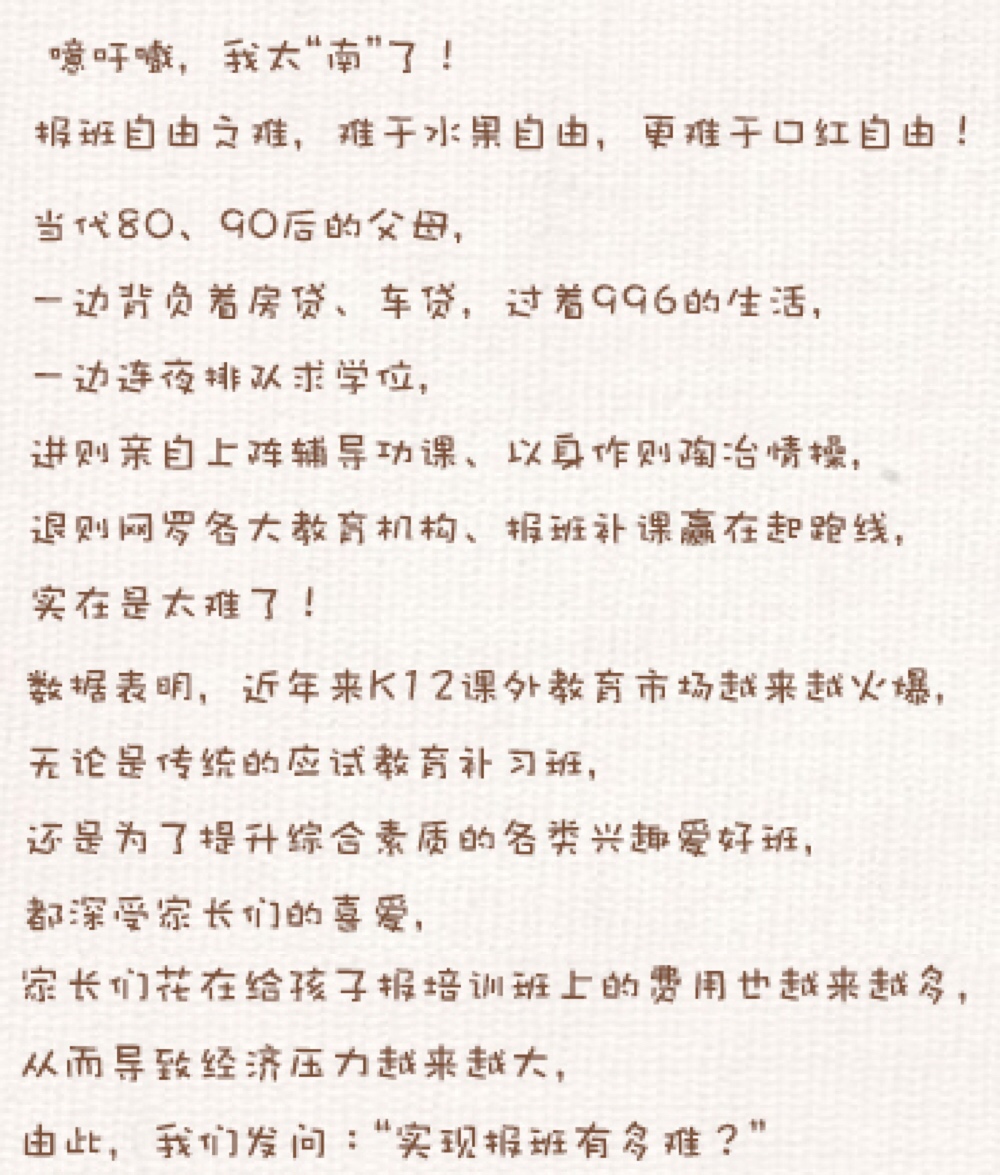 噫吁嚱，我太“南”了！
报班自由之难，难于水果自由，更难于口红自由！
当代80、90后的父母，
一边背负着房贷、车贷，过着996的生活，
一边连夜排队求学位，
进则亲自上阵辅导功课、以身作则陶冶情操，
退则网罗各大教育机构、报班补课赢在起跑线，
实在是太难了！
数据表明，近年来K12课外教育市场越来越火爆，
无论是传统的应试教育补习班，
还是为了提升综合素质的各类兴趣爱好班，
都深受家长们的喜爱，
家长们花在给孩子报培训班上的费用也越来越多，
从而导致经济压力越来越大，
由此，我们发问：“实现报班有多难？”